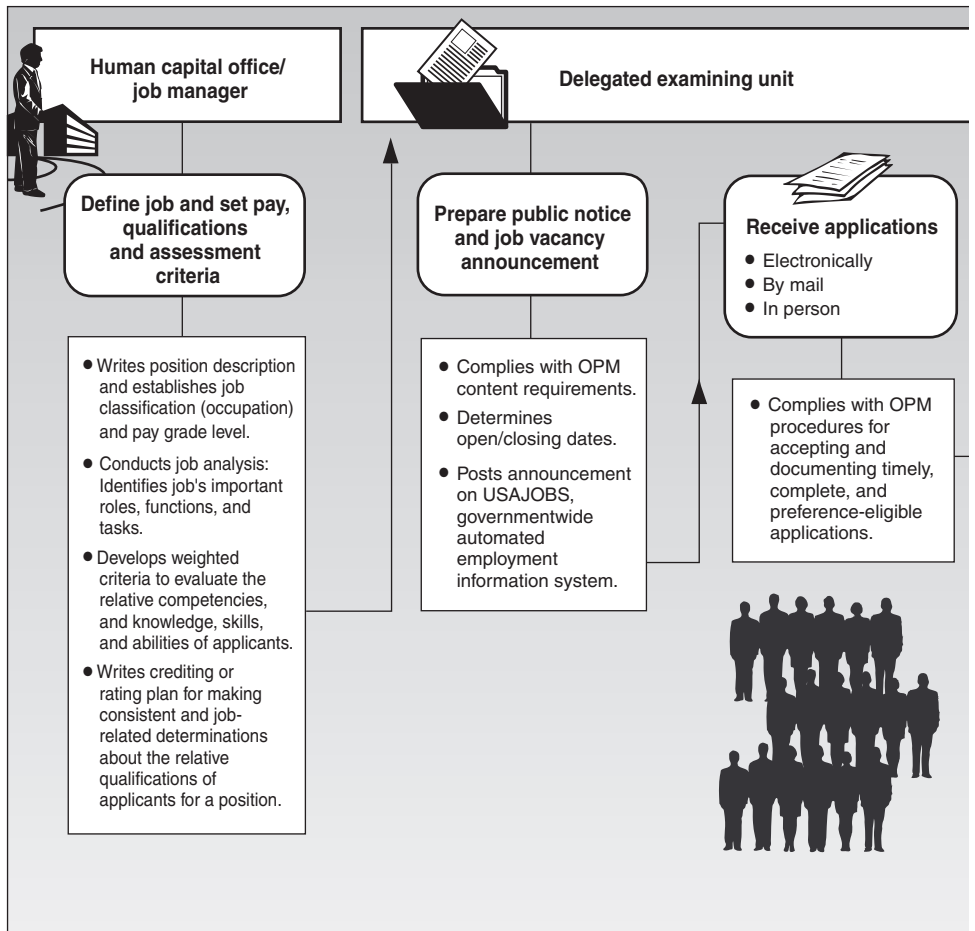 Human capital office/
job manager
Delegated examining unit
Define job and set pay,
qualifications
and assessment
criteria
● Writes position description
and establishes job
classification (occupation)
and pay grade level.
● Conducts job analysis:
Identifies job's important
roles, functions, and
tasks.
● Develops weighted
criteria to evaluate the
relative competencies,
and knowledge, skills,
and abilities of applicants.
● Writes crediting or
rating plan for making
consistent and job-
related determinations
about the relative
qualifications of
applicants for a position.
Prepare public notice
and job vacancy
announcement
● Complies with OPM
content requirements.
● Determines
open/closing dates.
● Posts announcement
on USAJOBS,
governmentwide
automated
employment
information system.
Receive applications
● Electronically
● By mail
● In person
● Complies with OPM
procedures for
accepting and
documenting timely,
complete, and
preference-eligible
applications.